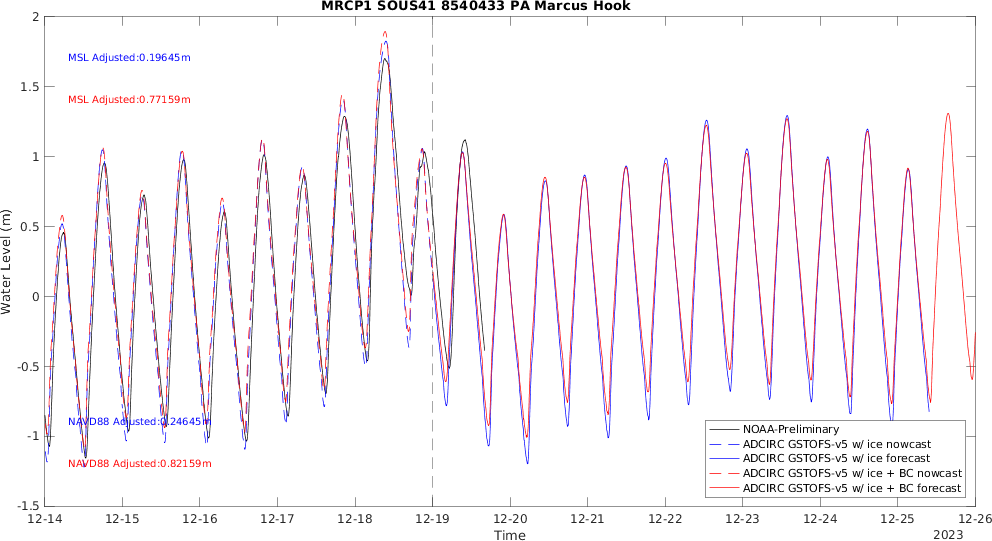 MRCP1 SOUS41 8540433 PA Marcus Hook
2
1.5
1
0.5
0
-0.5
-1
-1.5
Water Level (m)
MSL Adjusted:0.19645m
MSL Adjusted:0.77159m
NAVD88 Adjusted:0.24645m
NAVD88 Adjusted:0.82159m
NOAA-Preliminary
ADCIRC GSTOFS-v5 w/ ice nowcast
ADCIRC GSTOFS-v5 w/ ice forecast
ADCIRC GSTOFS-v5 w/ ice + BC nowcast
ADCIRC GSTOFS-v5 w/ ice + BC forecast
12-14 12-15 12-16 12-17 12-18 12-19 12-20 12-21 12-22 12-23 12-24 12-25 12-26
Time
2023